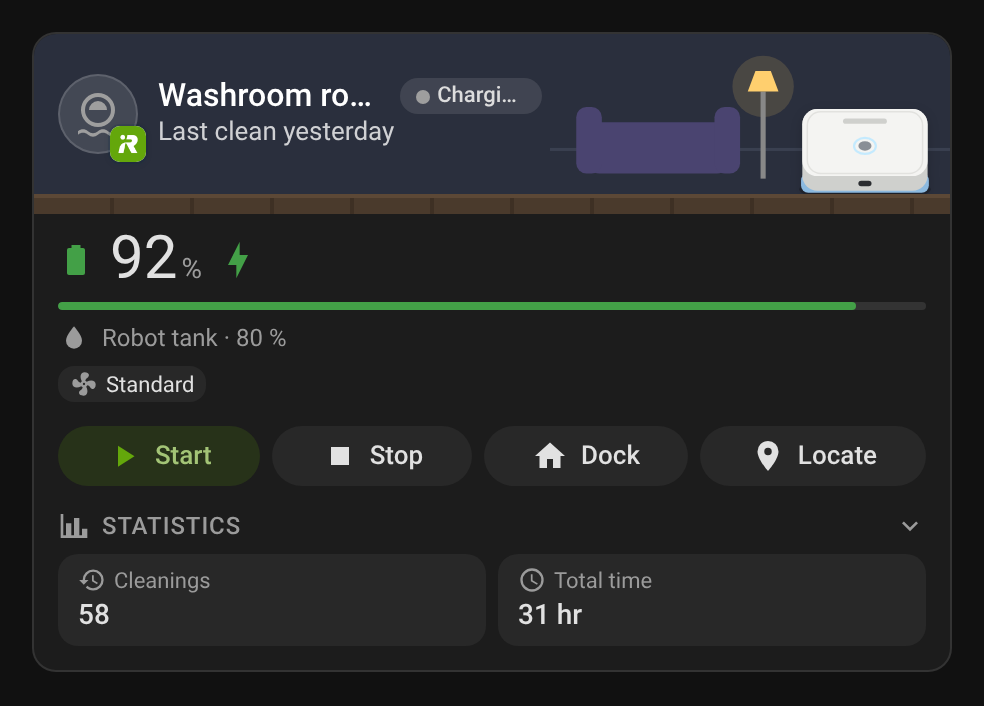 Washroom ro...
Chargi...
Last clean yesterday
92 %
Robot tank · 80 %
Standard
Start
Stop
Dock
Locate
STATISTICS
Cleanings
58
Total time
31 hr